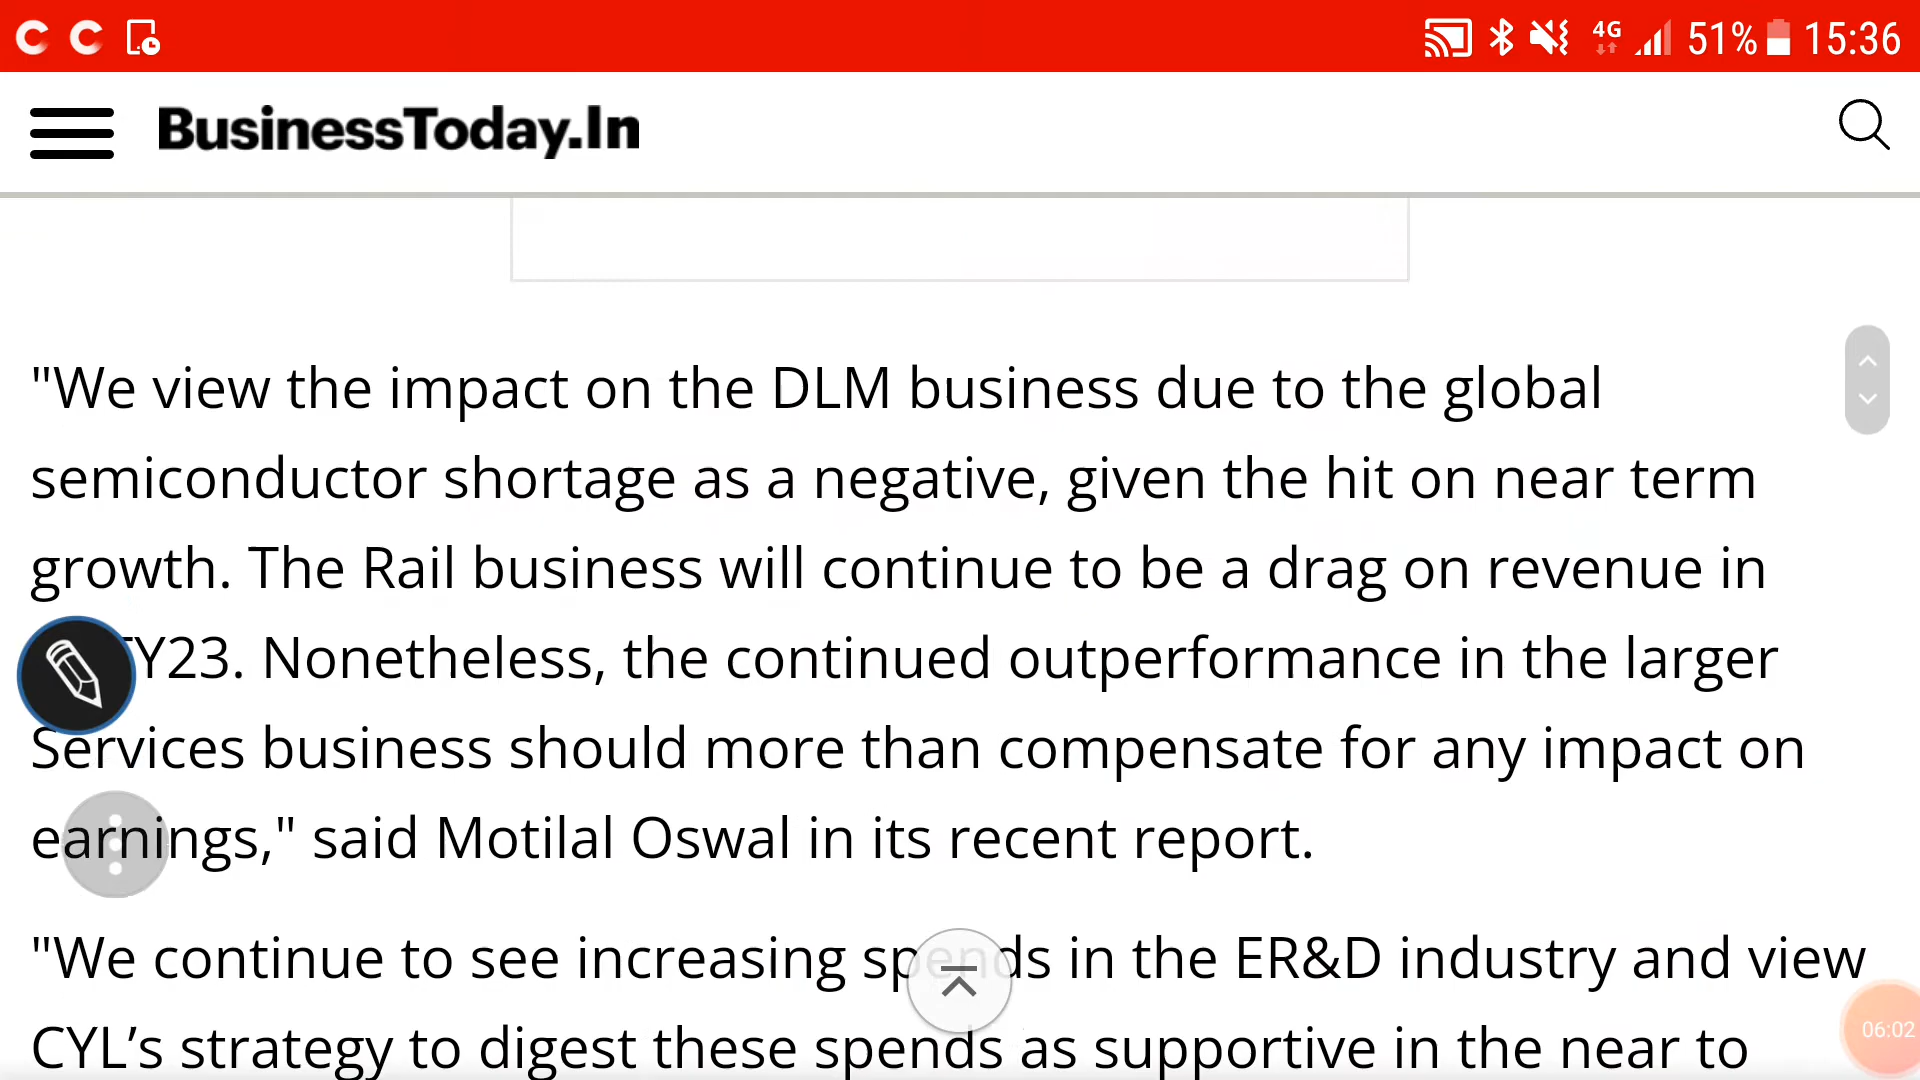 4G 51% 15:36
BusinessToday.In
"We view the impact on the DLM business due to the global
semiconductor shortage as a negative, given the hit on near term
growth. The Rail business will continue to be a drag on revenue in
Y23. Nonetheless, the continued outperformance in the larger
Services business should more than compensate for any impact on
earnings," said Motilal Oswal in its recent report.
"We continue to see increasing spends in the ER&D industry and view
CYL’s strategy to digest these spends as supportive in the near to
06:02